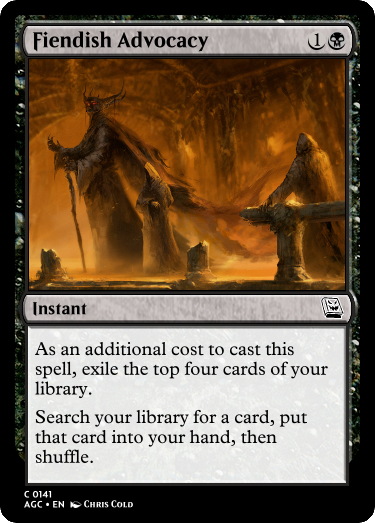 Fiendish Advocacy 1
Instant
As an additional cost to cast this
spell, exile the top four cards of your
library.
Search your library for a card, put
that card into your hand, then
shuffle.
C 0141
AGC • EN Chris Cold